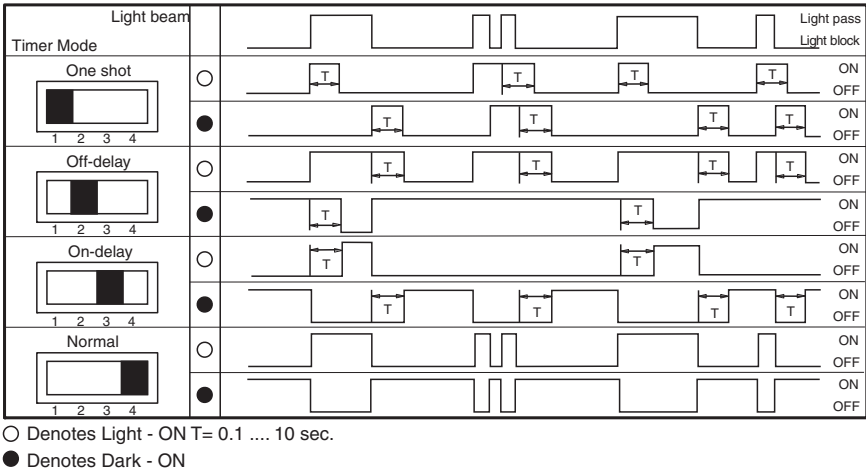 Light beam
Light pass
Timer Mode
Light block
One shot
T T T T
ON
OFF
T T T T
ON
OFF
1 2 3 4
Off-delay
T T T T
ON
OFF
T T
ON
OFF
1 2 3 4
On-delay
T T
ON
OFF
T T T T
ON
OFF
1 2 3 4
Normal
ON
OFF
ON
OFF
1 2 3 4
Denotes Light - ON T= 0.1 .... 10 sec.
Denotes Dark - ON